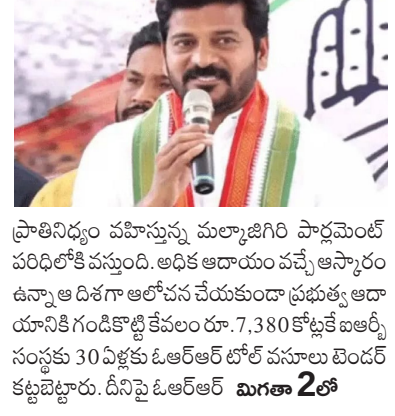 ప్రాతినిధ్యం వహిస్తున్న మల్కాజిగిరి పార్లమెంట్
పరిధిలోకి వస్తుంది. అధిక ఆదాయం వచ్చే ఆస్కారం
ఉన్నా ఆ దిశగా ఆలోచన చేయకుండా ప్రభుత్వ ఆదా
యానికి గండికొట్టి కేవలం రూ.7,380 కోట్లకే ఐఆర్బీ
సంస్థకు 30 ఏళ్లకు ఓఆర్ఆర్ టోల్ వసూలు టెండర్
కట్టబెట్టారు. దీనిపై ఓఆర్ఆర్ మిగతా 2లో